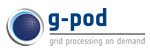 g-pod
grid processing on demand